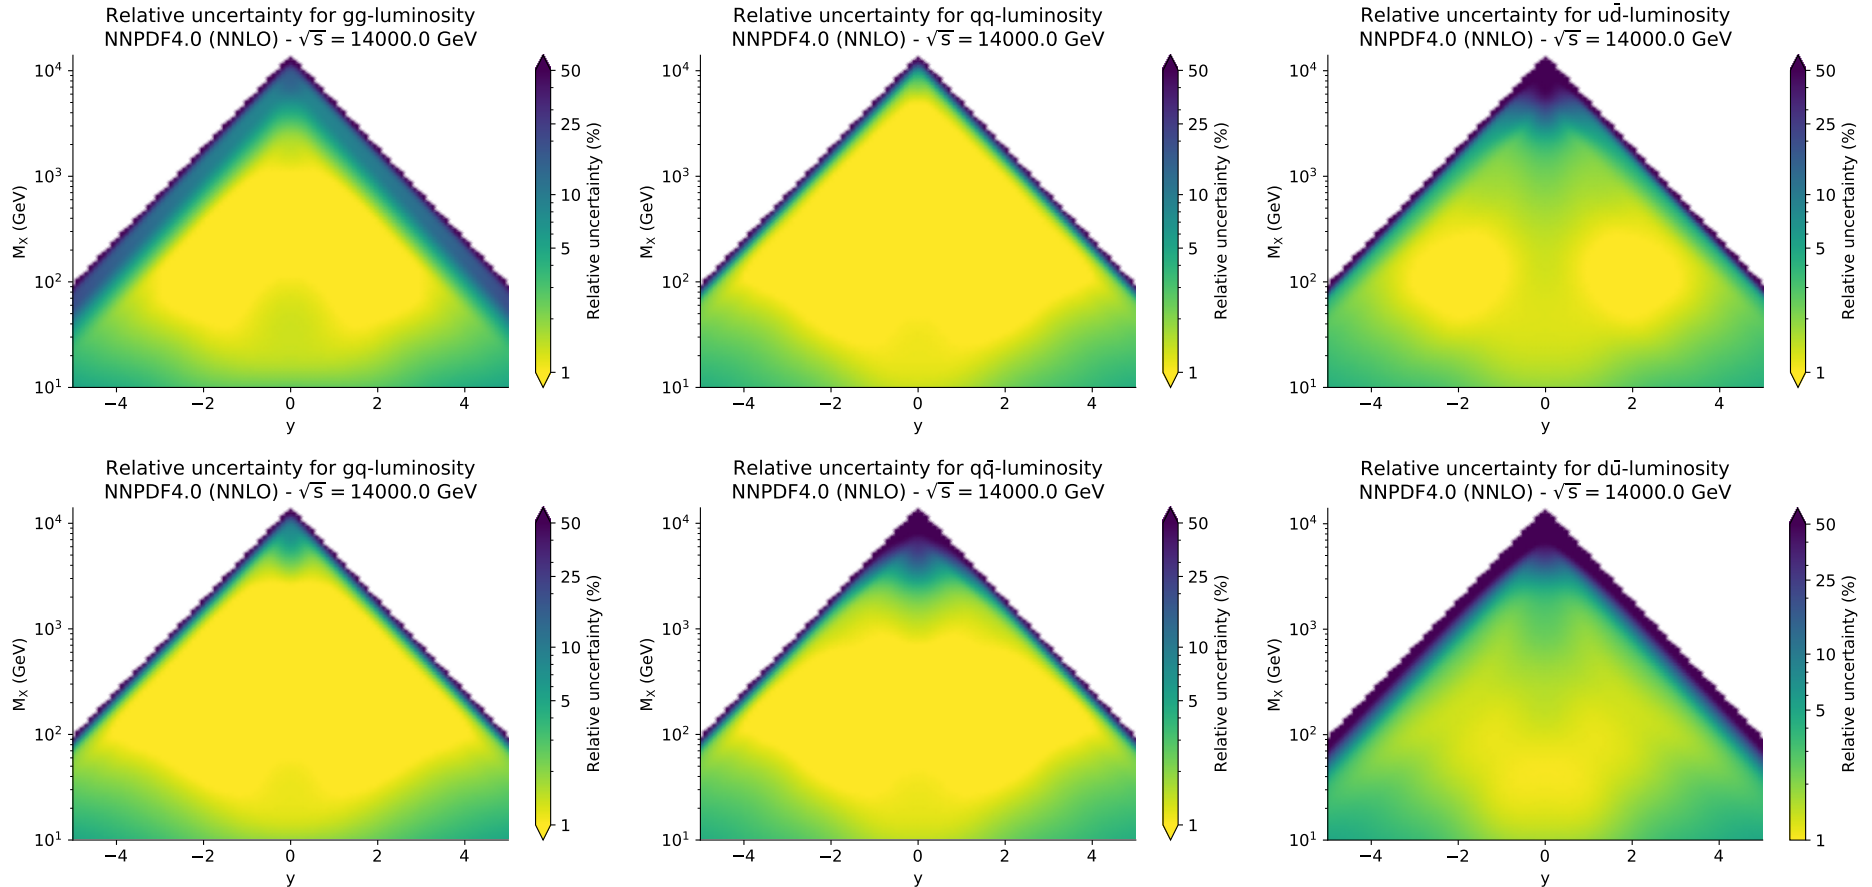 Relative uncertainty for gg-luminosity
NNPDF4.0 (NNLO) - √s = 14000.0 GeV
10⁴
10³
10²
10¹
M_X (GeV)
−4 −2 0 2 4
y
50
25
10
5
1
Relative uncertainty (%)
Relative uncertainty for qq-luminosity
NNPDF4.0 (NNLO) - √s = 14000.0 GeV
10⁴
10³
10²
10¹
M_X (GeV)
−4 −2 0 2 4
y
50
25
10
5
1
Relative uncertainty (%)
Relative uncertainty for ud̄-luminosity
NNPDF4.0 (NNLO) - √s = 14000.0 GeV
10⁴
10³
10²
10¹
M_X (GeV)
−4 −2 0 2 4
y
50
25
10
5
1
Relative uncertainty (%)
Relative uncertainty for gq-luminosity
NNPDF4.0 (NNLO) - √s = 14000.0 GeV
10⁴
10³
10²
10¹
M_X (GeV)
−4 −2 0 2 4
y
50
25
10
5
1
Relative uncertainty (%)
Relative uncertainty for qq̄-luminosity
NNPDF4.0 (NNLO) - √s = 14000.0 GeV
10⁴
10³
10²
10¹
M_X (GeV)
−4 −2 0 2 4
y
50
25
10
5
1
Relative uncertainty (%)
Relative uncertainty for dū-luminosity
NNPDF4.0 (NNLO) - √s = 14000.0 GeV
10⁴
10³
10²
10¹
M_X (GeV)
−4 −2 0 2 4
y
50
25
10
5
1
Relative uncertainty (%)